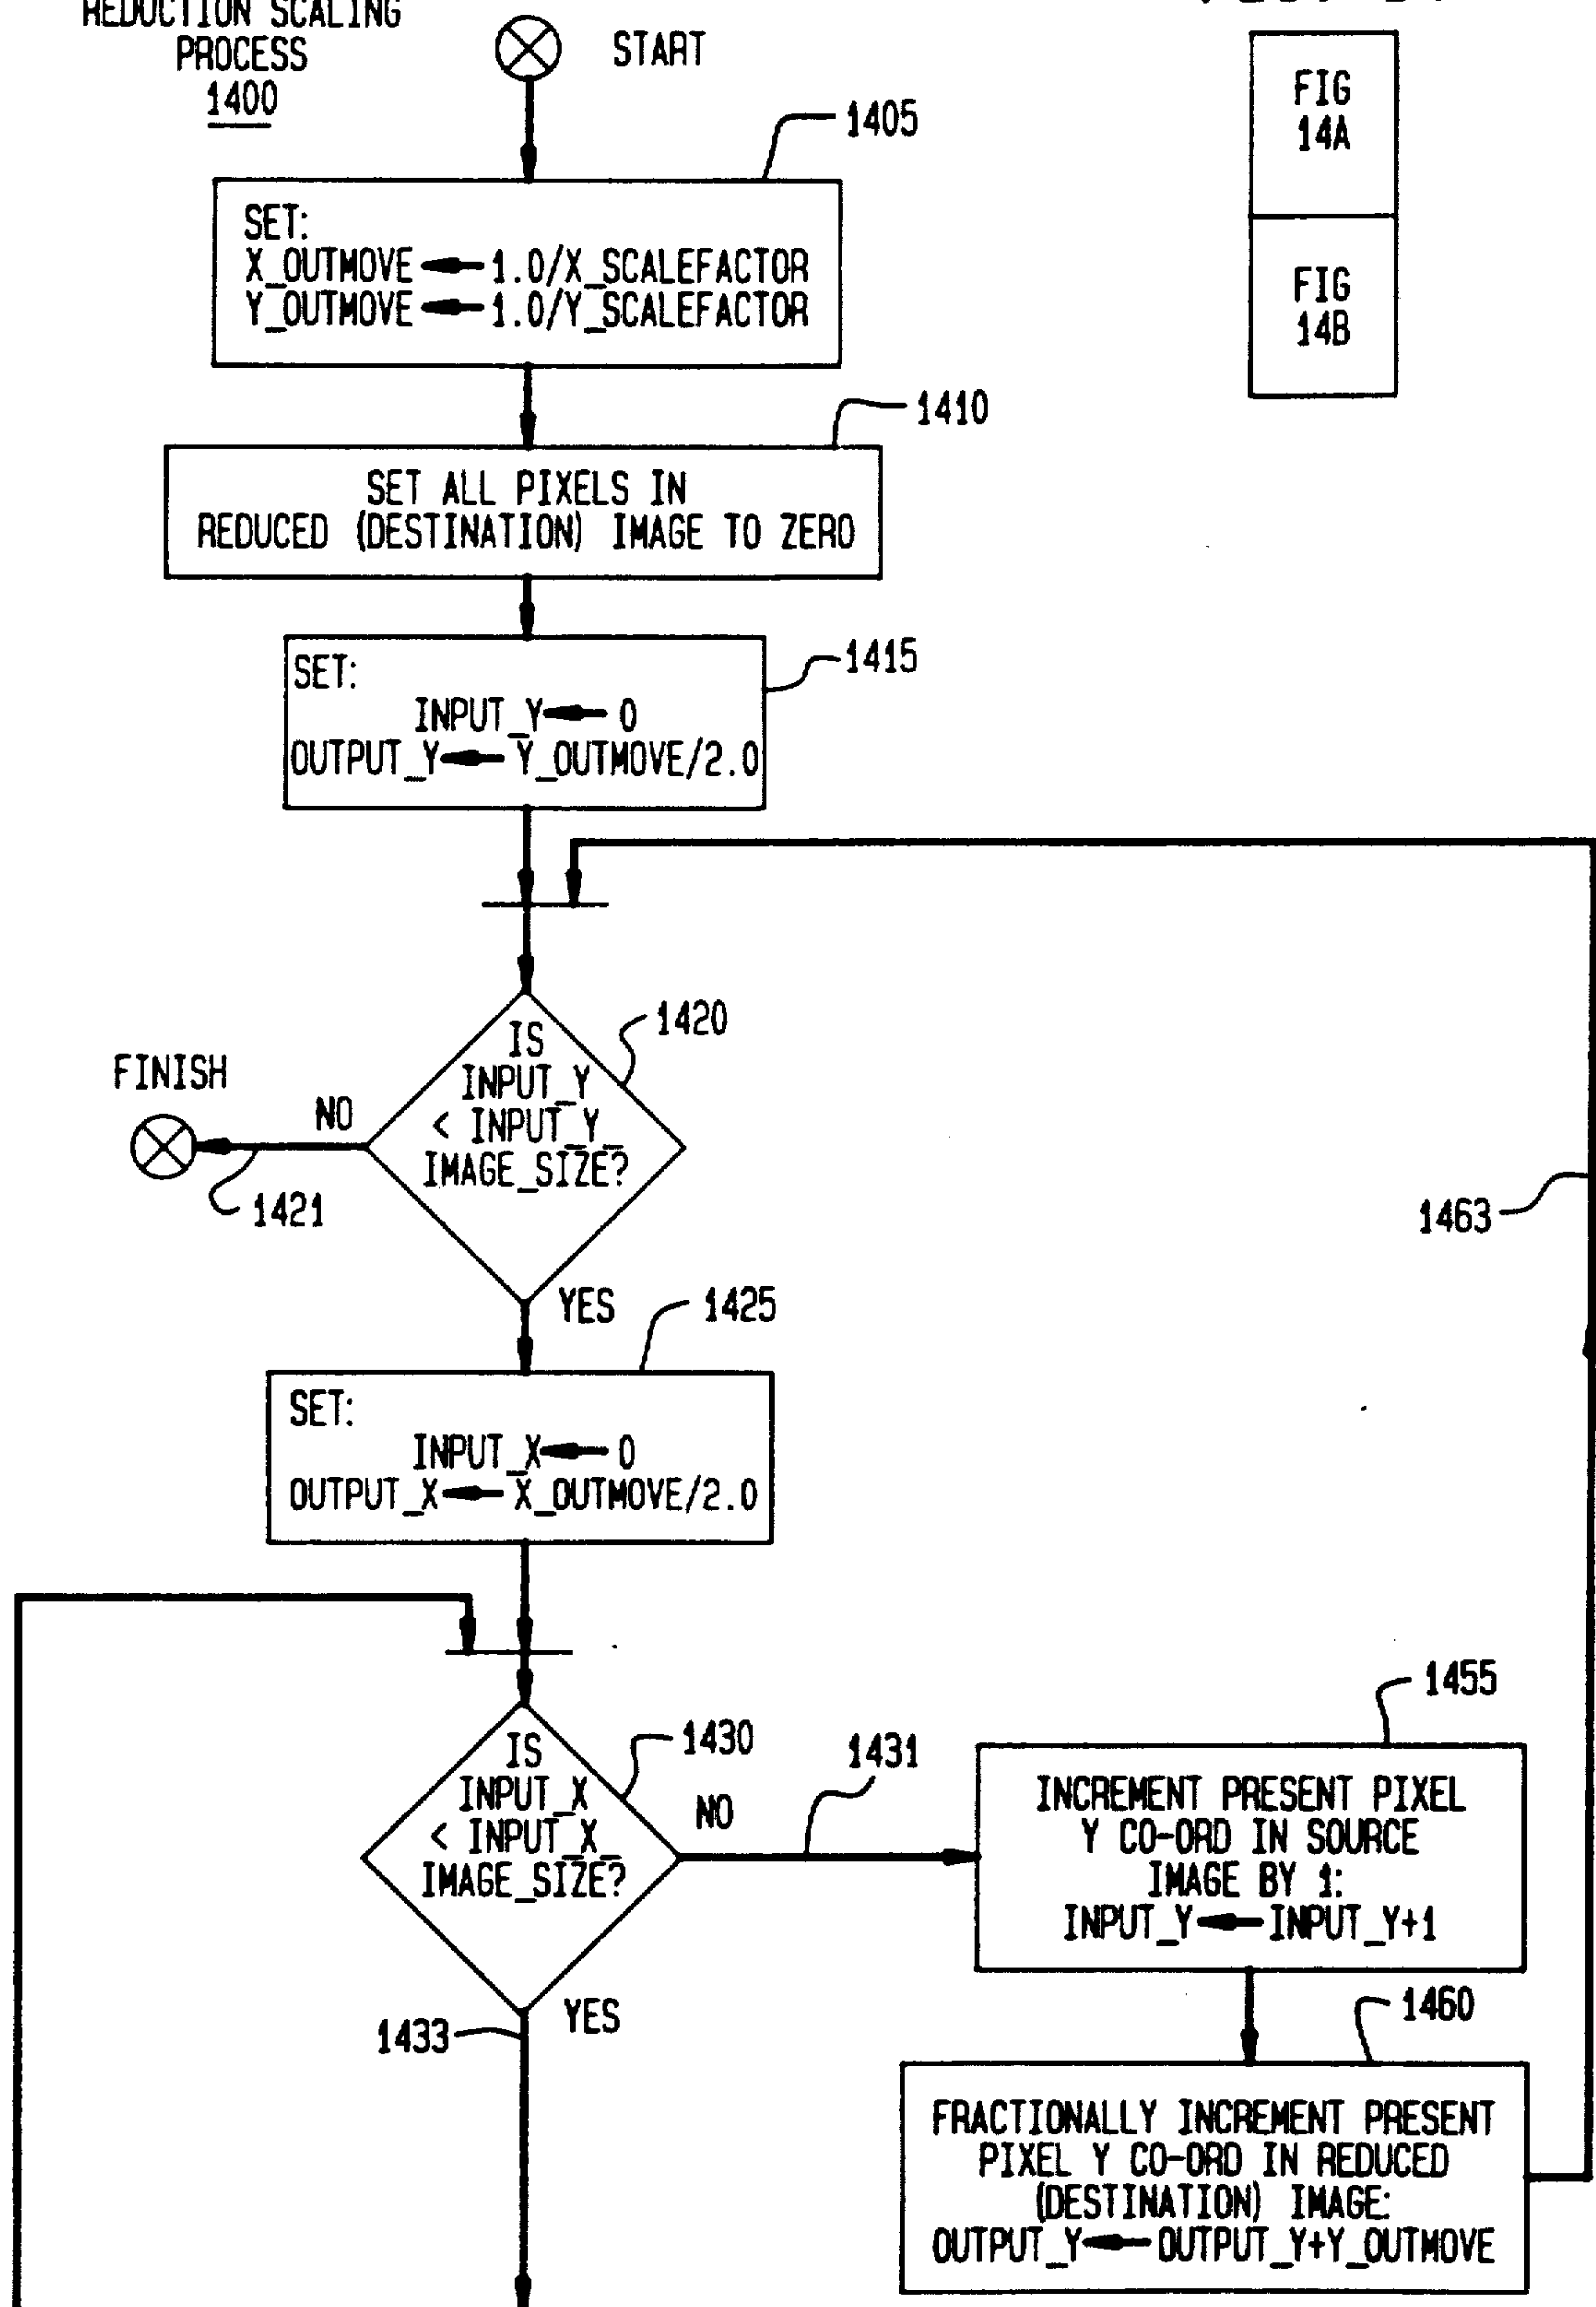 REDUCTION SCALING
PROCESS
1400
START
FIG
14A
FIG
14B
1405
SET:
X_OUTMOVE ← 1.0/X_SCALEFACTOR
Y_OUTMOVE ← 1.0/Y_SCALEFACTOR
1410
SET ALL PIXELS IN
REDUCED (DESTINATION) IMAGE TO ZERO
1415
SET:
INPUT_Y ← 0
OUTPUT_Y ← Y_OUTMOVE/2.0
1420
IS
INPUT_Y
< INPUT_Y_
IMAGE_SIZE?
FINISH
NO
1421
1463
YES
1425
SET:
INPUT_X ← 0
OUTPUT_X ← X_OUTMOVE/2.0
1430
IS
INPUT_X
< INPUT_X_
IMAGE_SIZE?
NO
1431
1455
INCREMENT PRESENT PIXEL
Y CO-ORD IN SOURCE
IMAGE BY 1:
INPUT_Y ← INPUT_Y+1
YES
1433
1460
FRACTIONALLY INCREMENT PRESENT
PIXEL Y CO-ORD IN REDUCED
(DESTINATION) IMAGE:
OUTPUT_Y ← OUTPUT_Y+Y_OUTMOVE